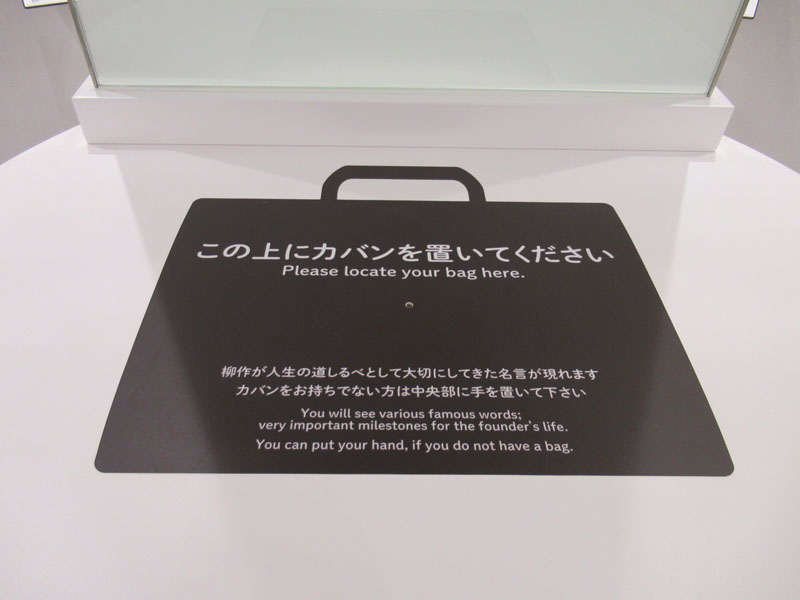 この上にカバンを置いてください
Please locate your bag here.
柳作が人生の道しるべとして大切にしてきた名言が現れます
カバンをお持ちでない方は中央部に手を置いて下さい
You will see various famous words;
very important milestones for the founder's life.
You can put your hand, if you do not have a bag.